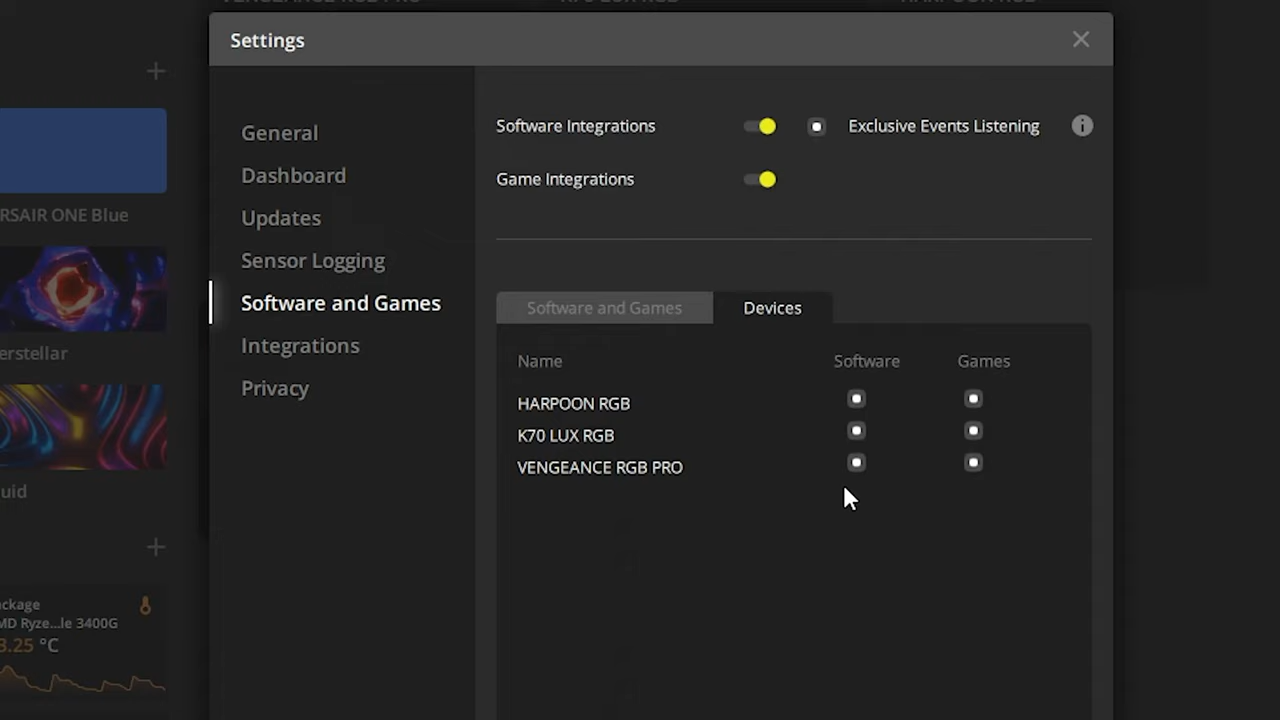 Settings
General
Dashboard
Updates
Sensor Logging
Software and Games
Integrations
Privacy
Software Integrations
Exclusive Events Listening
Game Integrations
Software and Games
Devices
Name
Software
Games
HARPOON RGB
K70 LUX RGB
VENGEANCE RGB PRO
RSAIR ONE Blue
erstellar
uid
ackage
MD Ryze...le 3400G
3.25 °C